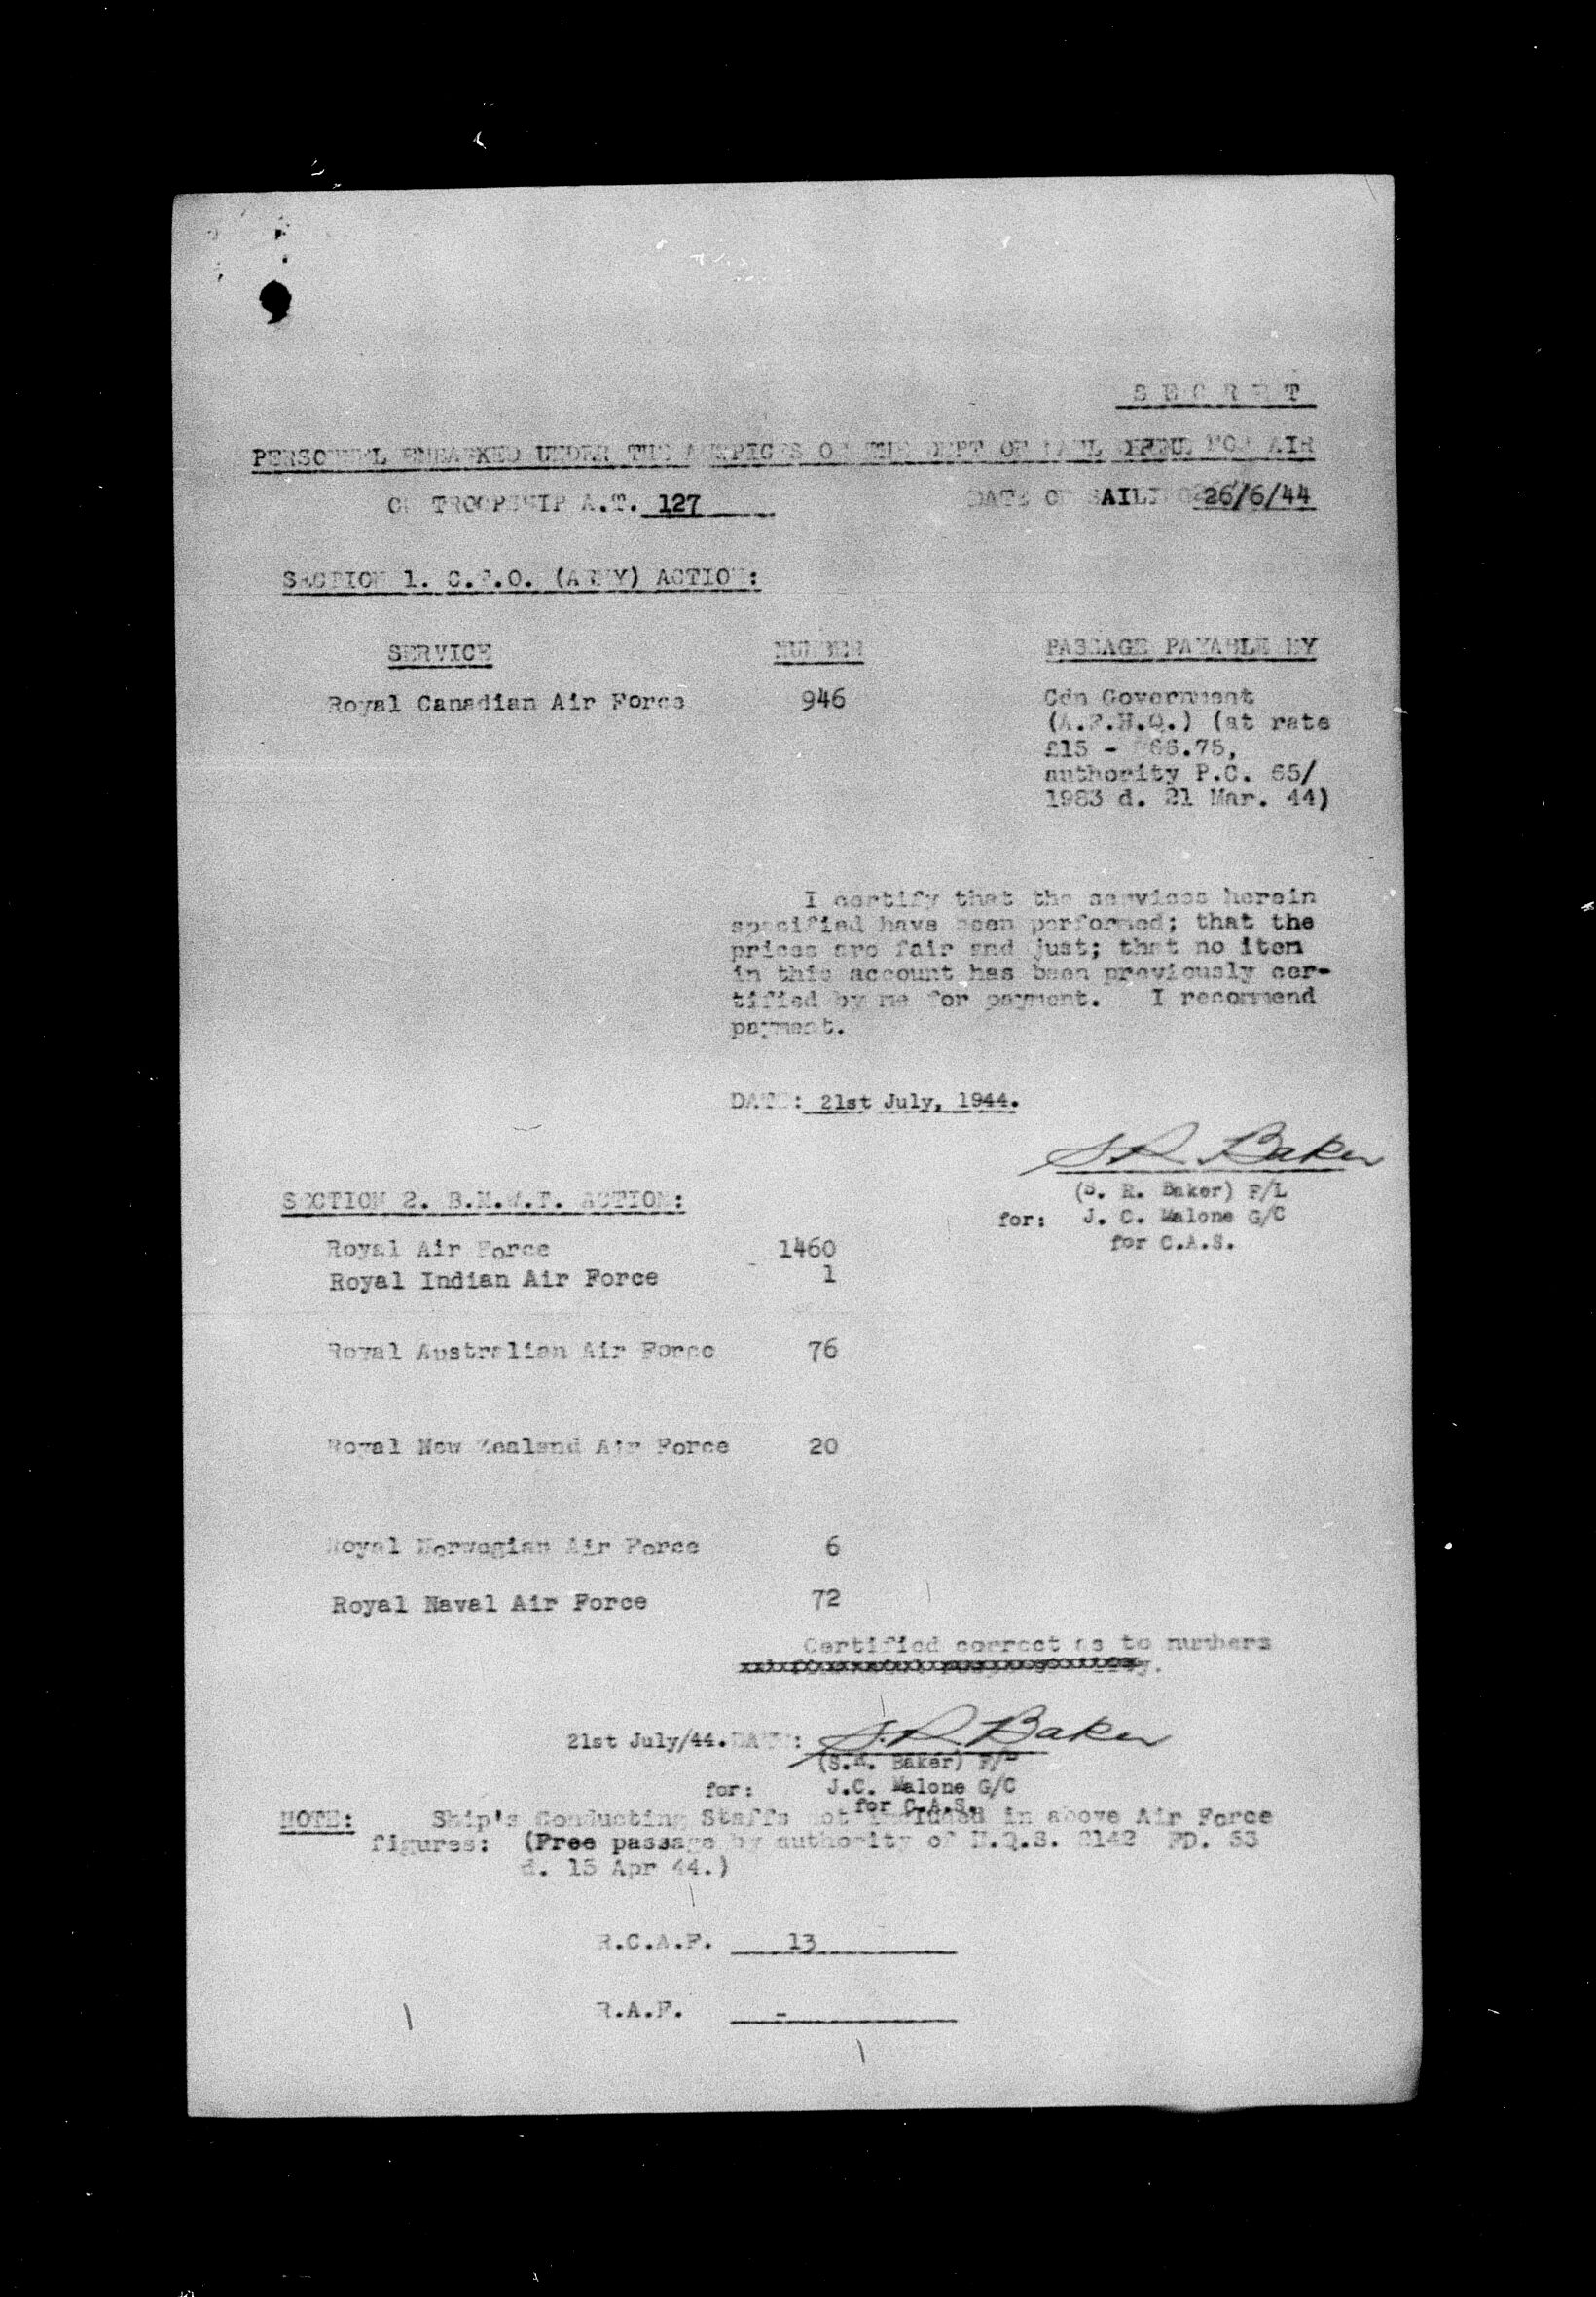 S E C R E T
PERSONNEL EMBARKED UNDER THE AUSPICES OF THE DEPT OF NATL DEFENCE FOR AIR
ON TROOPSHIP A.T. 127 DATE OF SAILING 26/6/44
SECTION 1. C.F.O. (ARMY) ACTION:
SERVICE NUMBER PASSAGE PAYABLE BY
Royal Canadian Air Force 946 Cdn Government
(A.F.H.Q.) (at rate
£15 - $66.75,
authority P.C. 65/
1983 d. 21 Mar. 44)
I certify that the services herein
specified have been performed; that the
prices are fair and just; that no item
in this account has been previously cer-
tified by me for payment. I recommend
payment.
DATE: 21st July, 1944.
S R Baker
(S. R. Baker) F/L
for: J. C. Malone G/C
for C.A.S.
SECTION 2. B.M.W.T. ACTION:
Royal Air Force 1460
Royal Indian Air Force 1
Royal Australian Air Force 76
Royal New Zealand Air Force 20
Royal Norwegian Air Force 6
Royal Naval Air Force 72
Certified correct as to numbers
21st July/44. DATE: S.R. Baker
(S.R. Baker) F/L
for: J.C. Malone G/C
for C.A.S.
NOTE: Ship's Conducting Staffs not included in above Air Force
figures: (Free passage by authority of H.Q.S. 9142 FD. 53
d. 15 Apr 44.)
R.C.A.F. 13
R.A.F. -